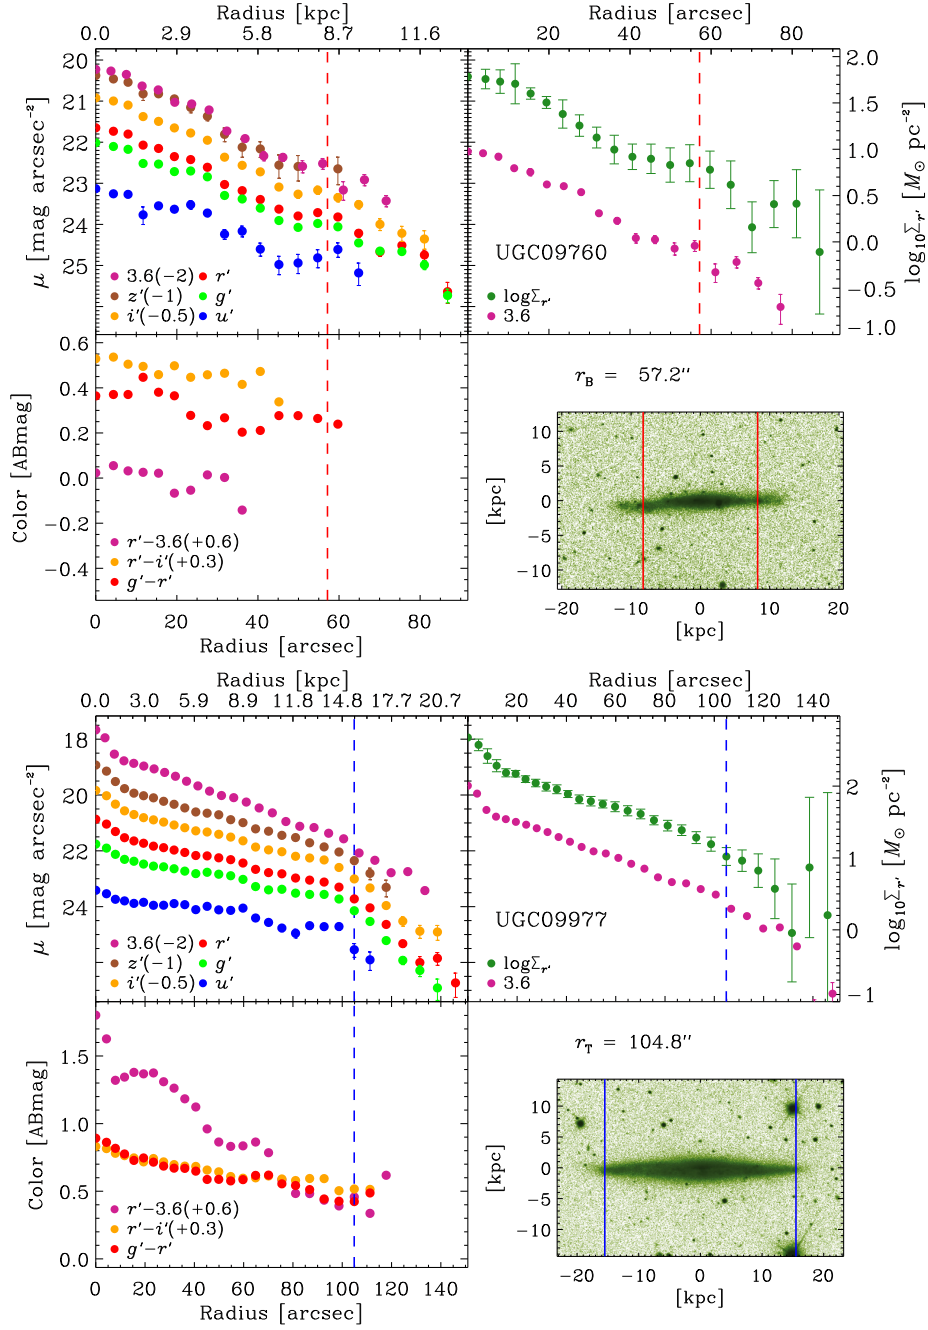 Radius [kpc]
0.0 2.9 5.8 8.7 11.6
Radius [arcsec]
20 40 60 80
μ [mag arcsec⁻²]
20
21
22
23
24
25
3.6(−2) r′
z′(−1) g′
i′(−0.5) u′
UGC09760
logΣr′
3.6
2.0
1.5
1.0
0.5
0.0
−0.5
−1.0
log₁₀Σr′ [M⊙ pc⁻²]
Color [ABmag]
0.6
0.4
0.2
0.0
−0.2
−0.4
r′−3.6(+0.6)
r′−i′(+0.3)
g′−r′
0 20 40 60 80
Radius [arcsec]
rB = 57.2″
[kpc]
10
5
0
−5
−10
−20 −10 0 10 20
[kpc]
Radius [kpc]
0.0 3.0 5.9 8.9 11.8 14.8 17.7 20.7
Radius [arcsec]
0 20 40 60 80 100 120 140
μ [mag arcsec⁻²]
18
20
22
24
3.6(−2) r′
z′(−1) g′
i′(−0.5) u′
UGC09977
logΣr′
3.6
2
1
0
−1
log₁₀Σr′ [M⊙ pc⁻²]
Color [ABmag]
1.5
1.0
0.5
0.0
r′−3.6(+0.6)
r′−i′(+0.3)
g′−r′
0 20 40 60 80 100 120 140
Radius [arcsec]
rT = 104.8″
[kpc]
10
5
0
−5
−10
−20 −10 0 10 20
[kpc]